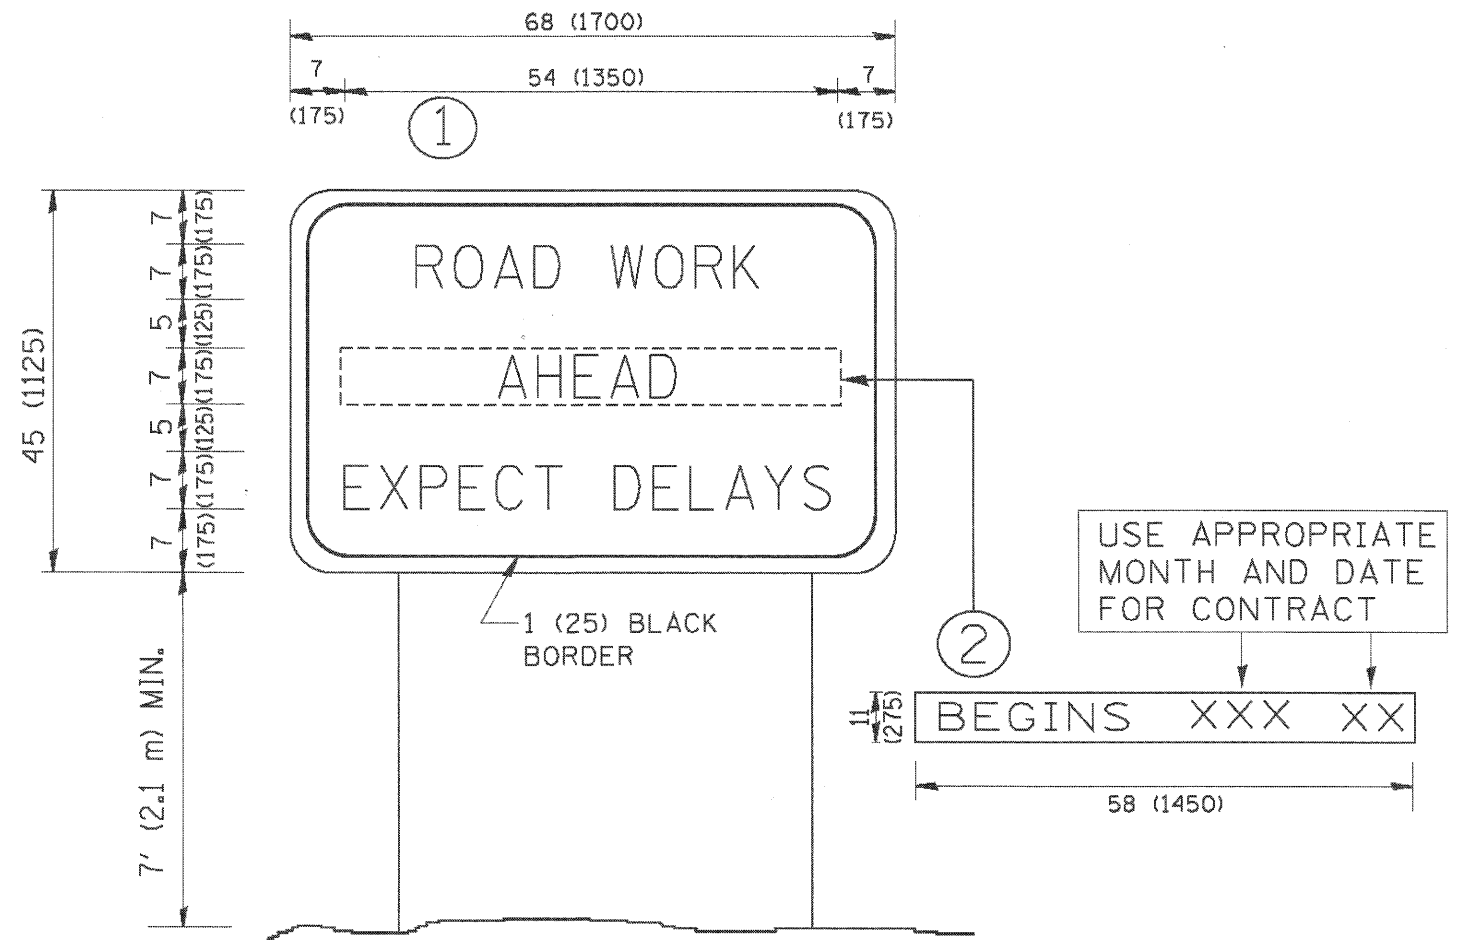 68 (1700)
7
54 (1350)
7
(175)
(175)
1
45 (1125)
7
(175)
7
(175)
5
(125)
7
(175)
5
(125)
7
(175)
7
(175)
ROAD WORK
AHEAD
EXPECT DELAYS
1 (25) BLACK
BORDER
7' (2.1 m) MIN.
USE APPROPRIATE
MONTH AND DATE
FOR CONTRACT
2
11
(275)
BEGINS XXX XX
58 (1450)